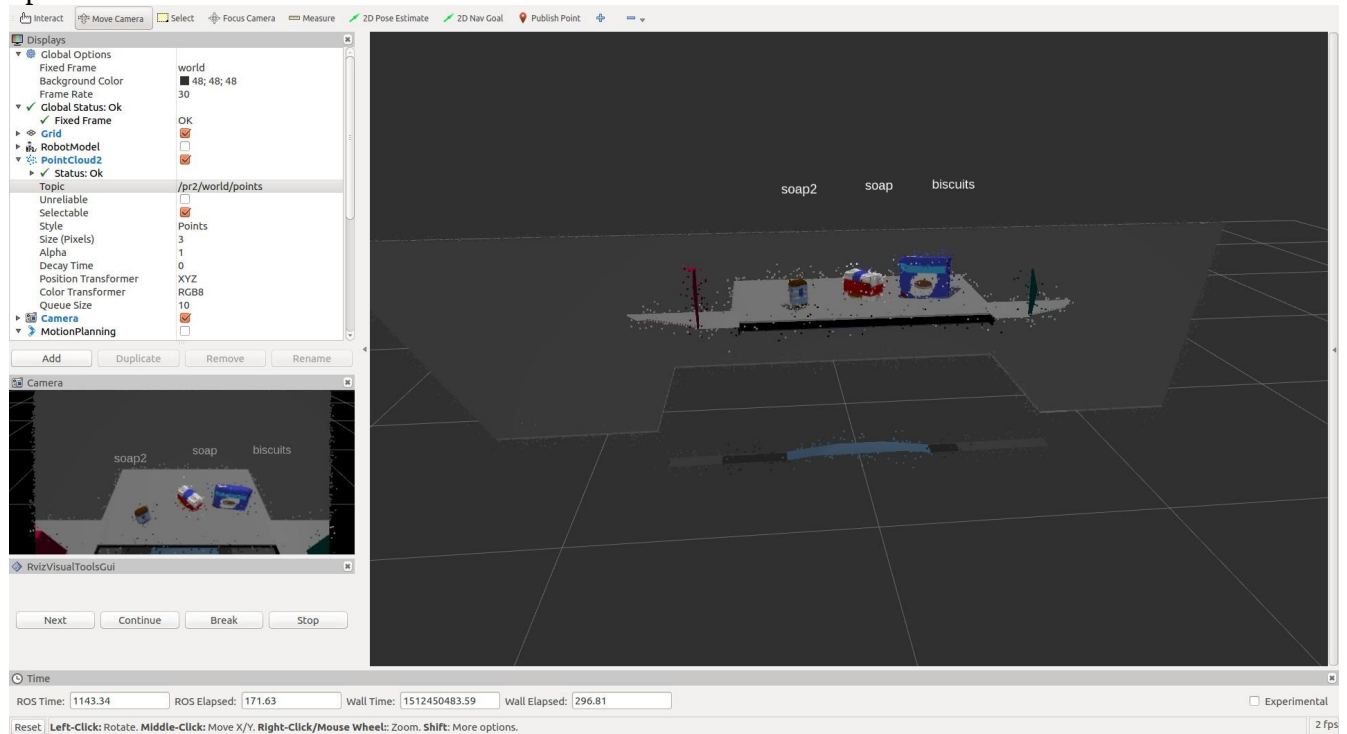 Interact Move Camera Select Focus Camera Measure 2D Pose Estimate 2D Nav Goal Publish Point
Displays
Global Options
Fixed Frame world
Background Color 48; 48; 48
Frame Rate 30
Global Status: Ok
Fixed Frame OK
Grid
RobotModel
PointCloud2
Status: Ok
Topic /pr2/world/points
Unreliable
Selectable
Style Points
Size (Pixels) 3
Alpha 1
Decay Time 0
Position Transformer XYZ
Color Transformer RGB8
Queue Size 10
Camera
MotionPlanning
Add Duplicate Remove Rename
soap2 soap biscuits
Camera
soap2 soap biscuits
RvizVisualToolsGui
Next Continue Break Stop
Time
ROS Time: 1143.34 ROS Elapsed: 171.63 Wall Time: 1512450483.59 Wall Elapsed: 296.81 Experimental
Reset Left-Click: Rotate. Middle-Click: Move X/Y. Right-Click/Mouse Wheel:: Zoom. Shift: More options. 2 fps